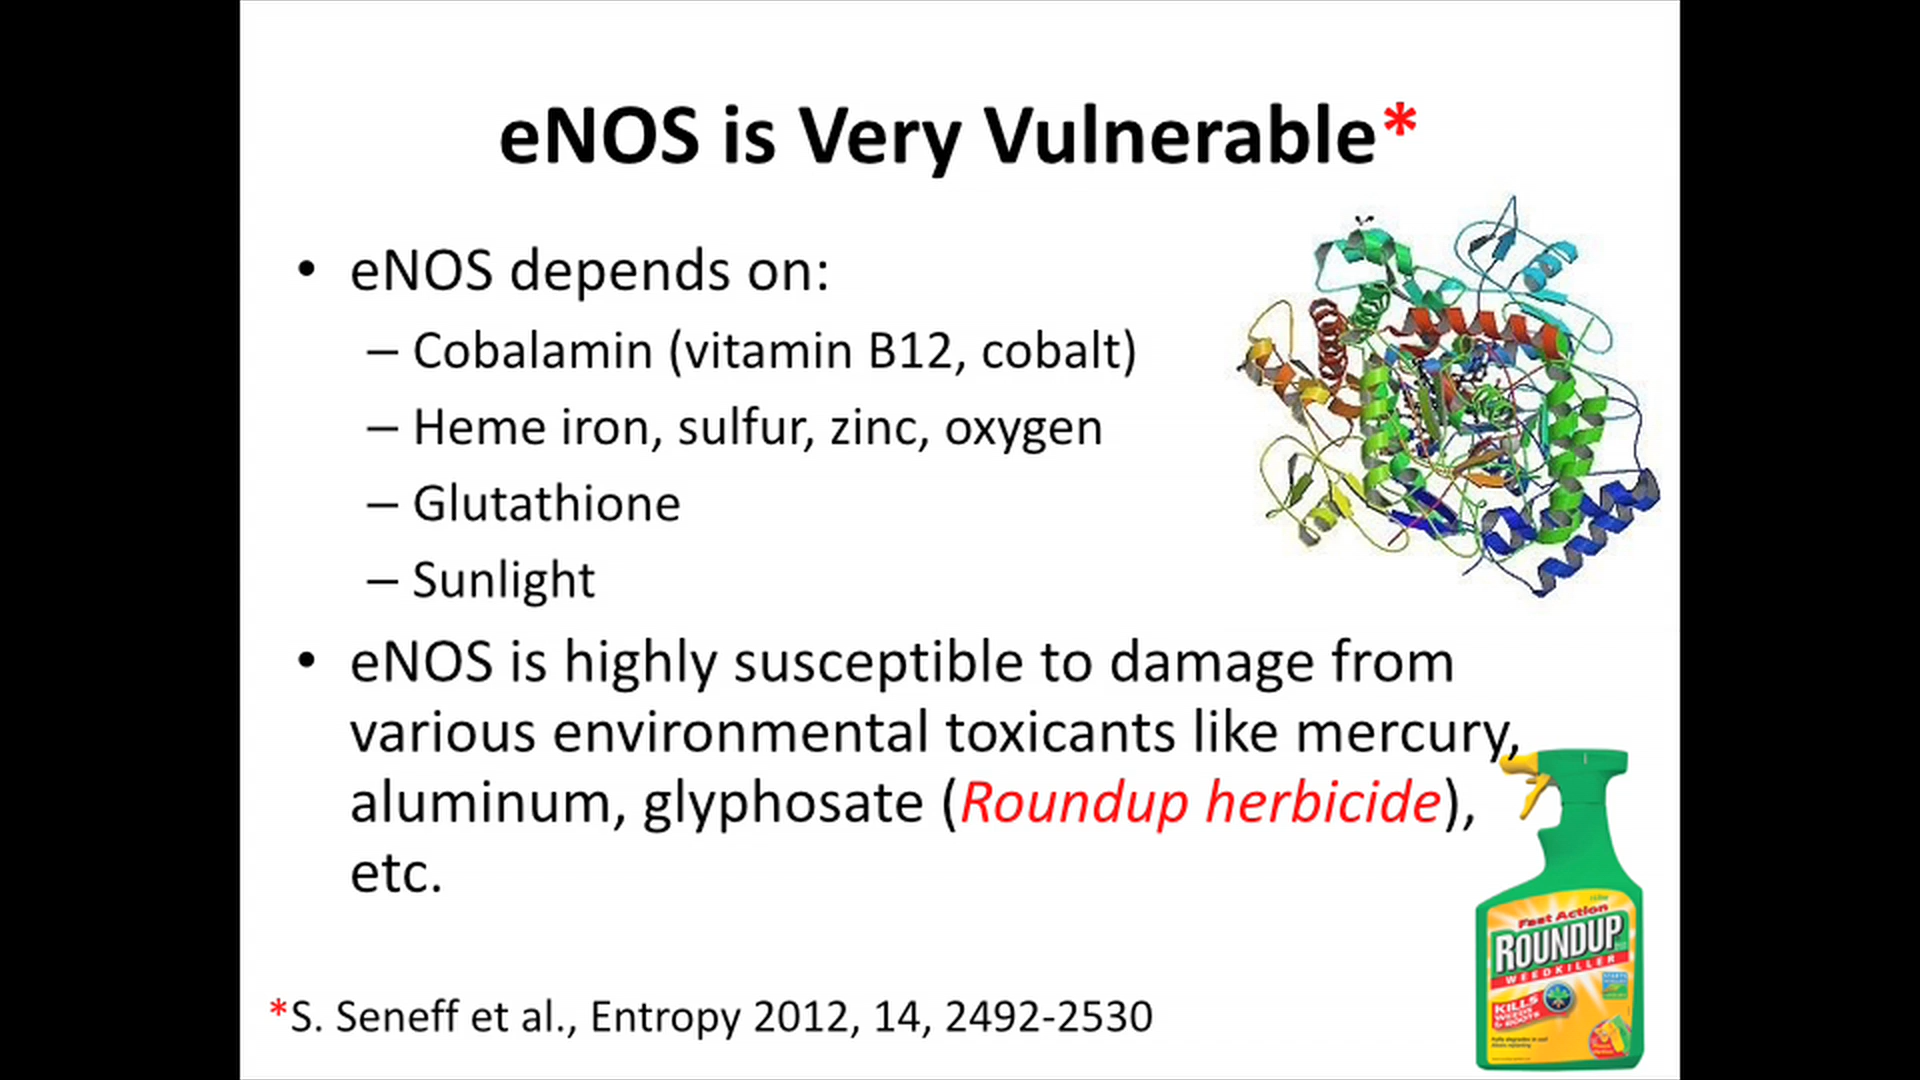 eNOS is Very Vulnerable*
• eNOS depends on:
– Cobalamin (vitamin B12, cobalt)
– Heme iron, sulfur, zinc, oxygen
– Glutathione
– Sunlight
• eNOS is highly susceptible to damage from
various environmental toxicants like mercury,
aluminum, glyphosate (Roundup herbicide),
etc.
Fast Action
ROUNDUP
WEEDKILLER
KILLS
WEEDS
& ROOTS
*S. Seneff et al., Entropy 2012, 14, 2492-2530